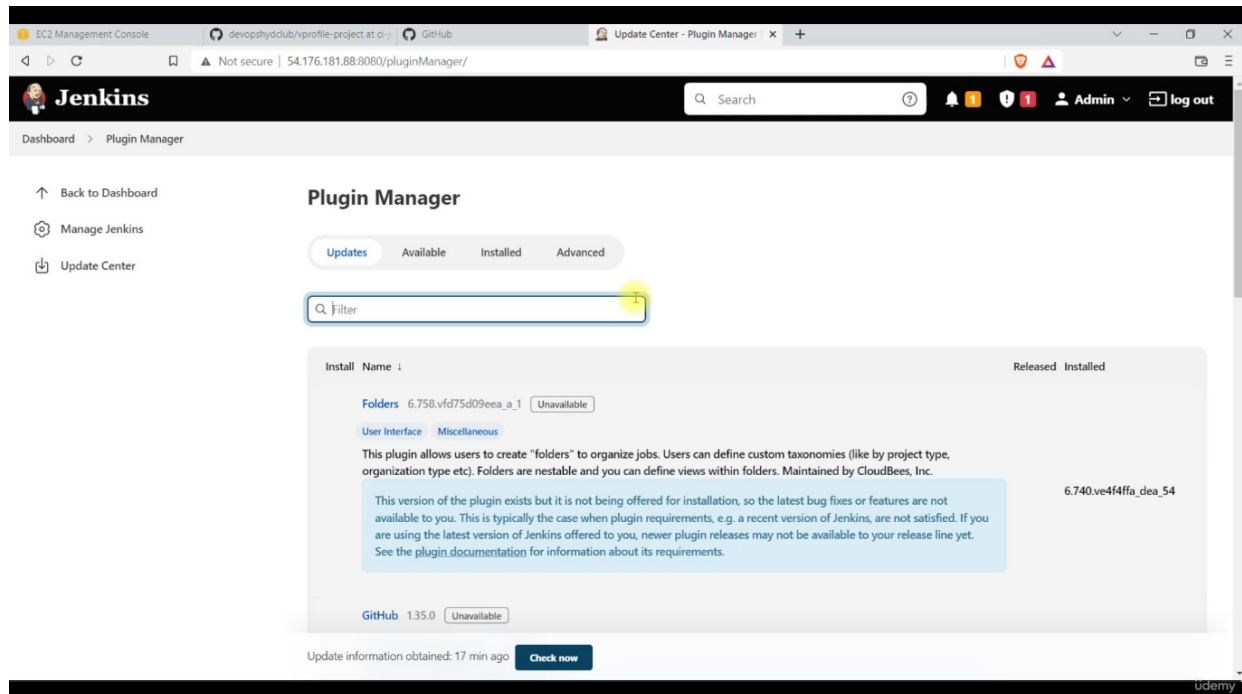 EC2 Management Console
devopshydclub/vprofile-project at ci-j
GitHub
Update Center - Plugin Manager
Not secure | 54.176.181.88:8080/pluginManager/
Jenkins
Search
1
1
Admin
log out
Dashboard > Plugin Manager
Back to Dashboard
Manage Jenkins
Update Center
Plugin Manager
Updates Available Installed Advanced
Filter
Install Name ↓ Released Installed
Folders 6.758.vfd75d09eea_a_1 Unavailable
User Interface Miscellaneous
This plugin allows users to create "folders" to organize jobs. Users can define custom taxonomies (like by project type,
organization type etc). Folders are nestable and you can define views within folders. Maintained by CloudBees, Inc.
This version of the plugin exists but it is not being offered for installation, so the latest bug fixes or features are not
available to you. This is typically the case when plugin requirements, e.g. a recent version of Jenkins, are not satisfied. If you
are using the latest version of Jenkins offered to you, newer plugin releases may not be available to your release line yet.
See the plugin documentation for information about its requirements.
6.740.ve4f4ffa_dea_54
GitHub 1.35.0 Unavailable
Update information obtained: 17 min ago Check now
udemy